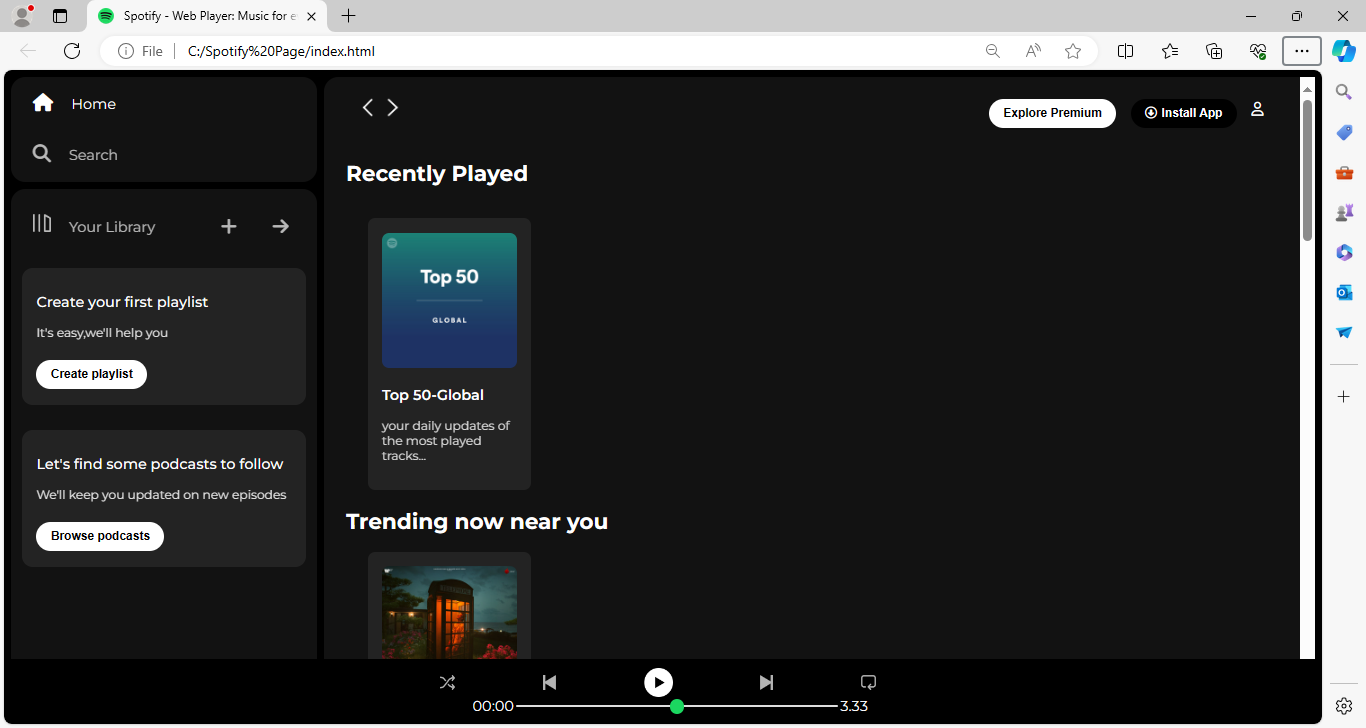 Spotify - Web Player: Music for e
File
C:/Spotify%20Page/index.html
Home
Search
Your Library
Create your first playlist
It's easy,we'll help you
Create playlist
Let's find some podcasts to follow
We'll keep you updated on new episodes
Browse podcasts
Explore Premium
Install App
Recently Played
Top 50
GLOBAL
Top 50-Global
your daily updates of
the most played
tracks...
Trending now near you
00:00
3.33